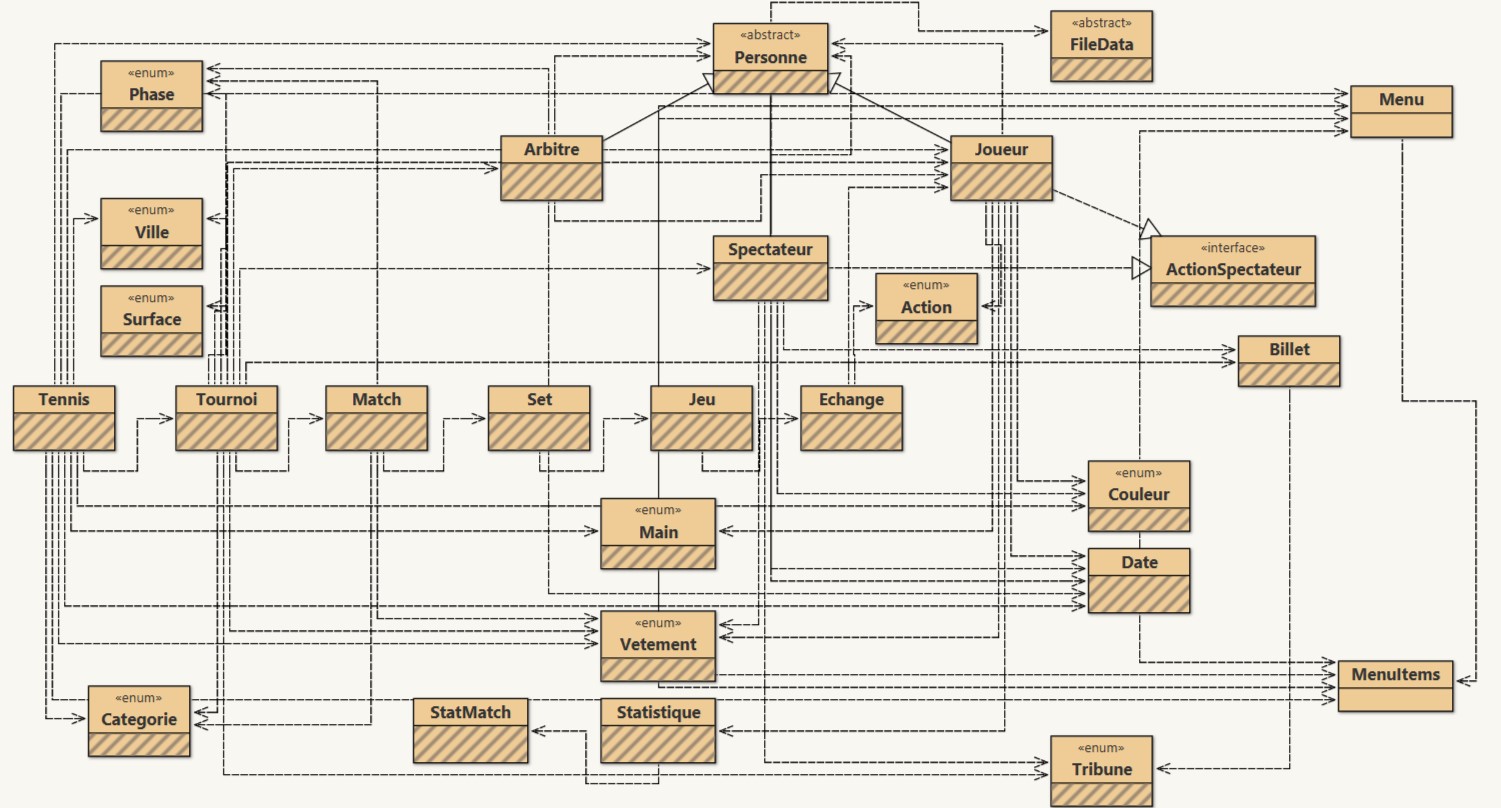 «abstract»
Personne
«abstract»
FileData
«enum»
Phase
Menu
Arbitre
Joueur
«enum»
Ville
Spectateur
«interface»
ActionSpectateur
«enum»
Surface
«enum»
Action
Billet
Tennis
Tournoi
Match
Set
Jeu
Echange
«enum»
Couleur
«enum»
Main
Date
«enum»
Vetement
MenuItems
«enum»
Categorie
StatMatch
Statistique
«enum»
Tribune